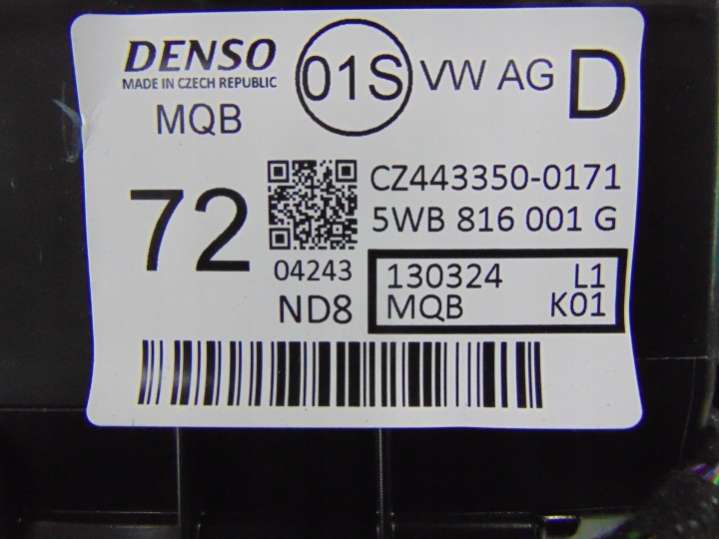 DENSO
MADE IN CZECH REPUBLIC
MQB
01S
VW AG
D
72
CZ443350-0171
5WB 816 001 G
04243
ND8
130324 L1
MQB K01